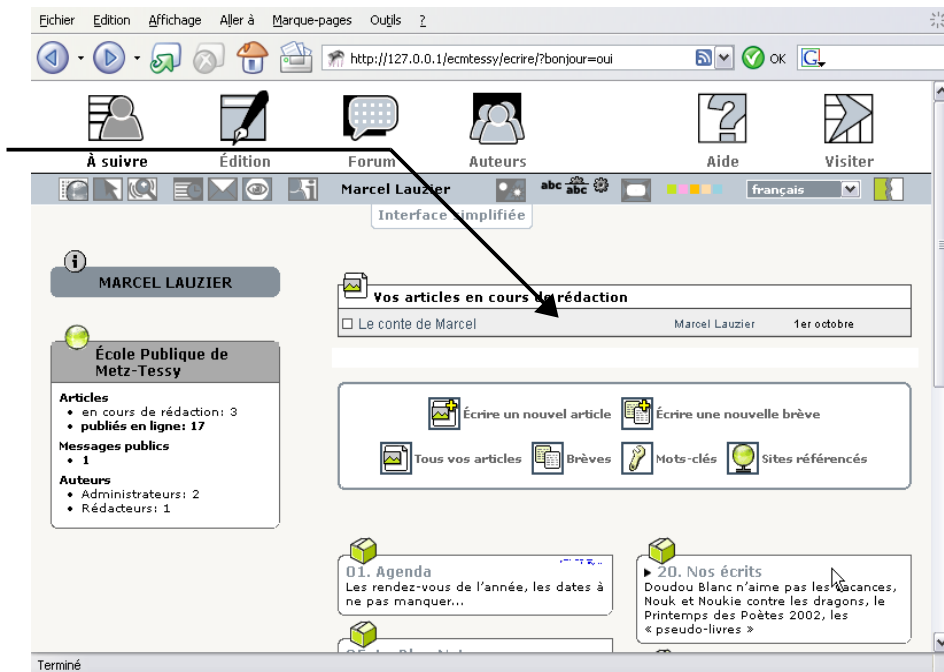 Fichier Edition Affichage Aller à Marque-pages Outils ?
http://127.0.0.1/ecmtessy/ecrire/?bonjour=oui OK G
À suivre Édition Forum Auteurs Aide Visiter
Marcel Lauzier abc abc abc français
Interface simplifiée
MARCEL LAUZIER
Vos articles en cours de rédaction
Le conte de Marcel Marcel Lauzier 1er octobre
École Publique de
Metz-Tessy
Articles
• en cours de rédaction: 3
• publiés en ligne: 17
Messages publics
• 1
Auteurs
• Administrateurs: 2
• Rédacteurs: 1
Écrire un nouvel article Écrire une nouvelle brève
Tous vos articles Brèves Mots-clés Sites référencés
01. Agenda
Les rendez-vous de l'année, les dates à
ne pas manquer...
20. Nos écrits
Doudou Blanc n'aime pas les vacances,
Nouk et Noukie contre les dragons, le
Printemps des Poètes 2002, les
« pseudo-livres »
Terminé